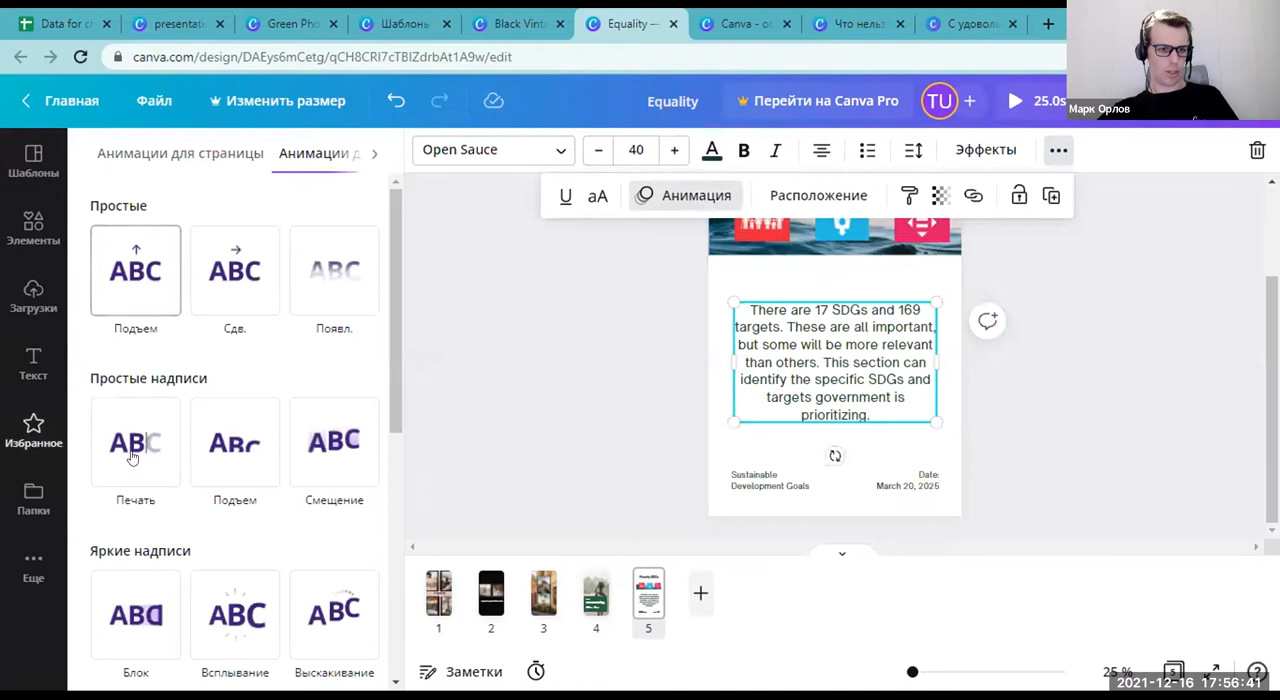 Data for c
presentati
Green Pho
Шаблоны
Black Vint
Equality —
Canva - о
Что нельз
С удоволь
canva.com/design/DAEys6mCetg/qCH8CRI7cTBIZdrbAt1A9w/edit
Марк Орлов
Главная
Файл
Изменить размер
Equality
Перейти на Canva Pro
TU
25.0s
Шаблоны
Элементы
Загрузки
Текст
Избранное
Папки
Еще
Анимации для страницы
Анимации д
Open Sauce
40
A
B
I
Эффекты
U
aA
Анимация
Расположение
Простые
ABC
ABC
ABC
Подъем
Сдв.
Появл.
Простые надписи
ABC
ABC
ABC
Печать
Подъем
Смещение
Яркие надписи
ABC
ABC
Блок
Всплывание
Выскакивание
There are 17 SDGs and 169
targets. These are all important,
but some will be more relevant
than others. This section can
identify the specific SDGs and
targets government is
prioritizing.
Sustainable
Development Goals
Date:
March 20, 2025
1
2
3
4
5
Заметки
25 %
2021-12-16 17:56:41